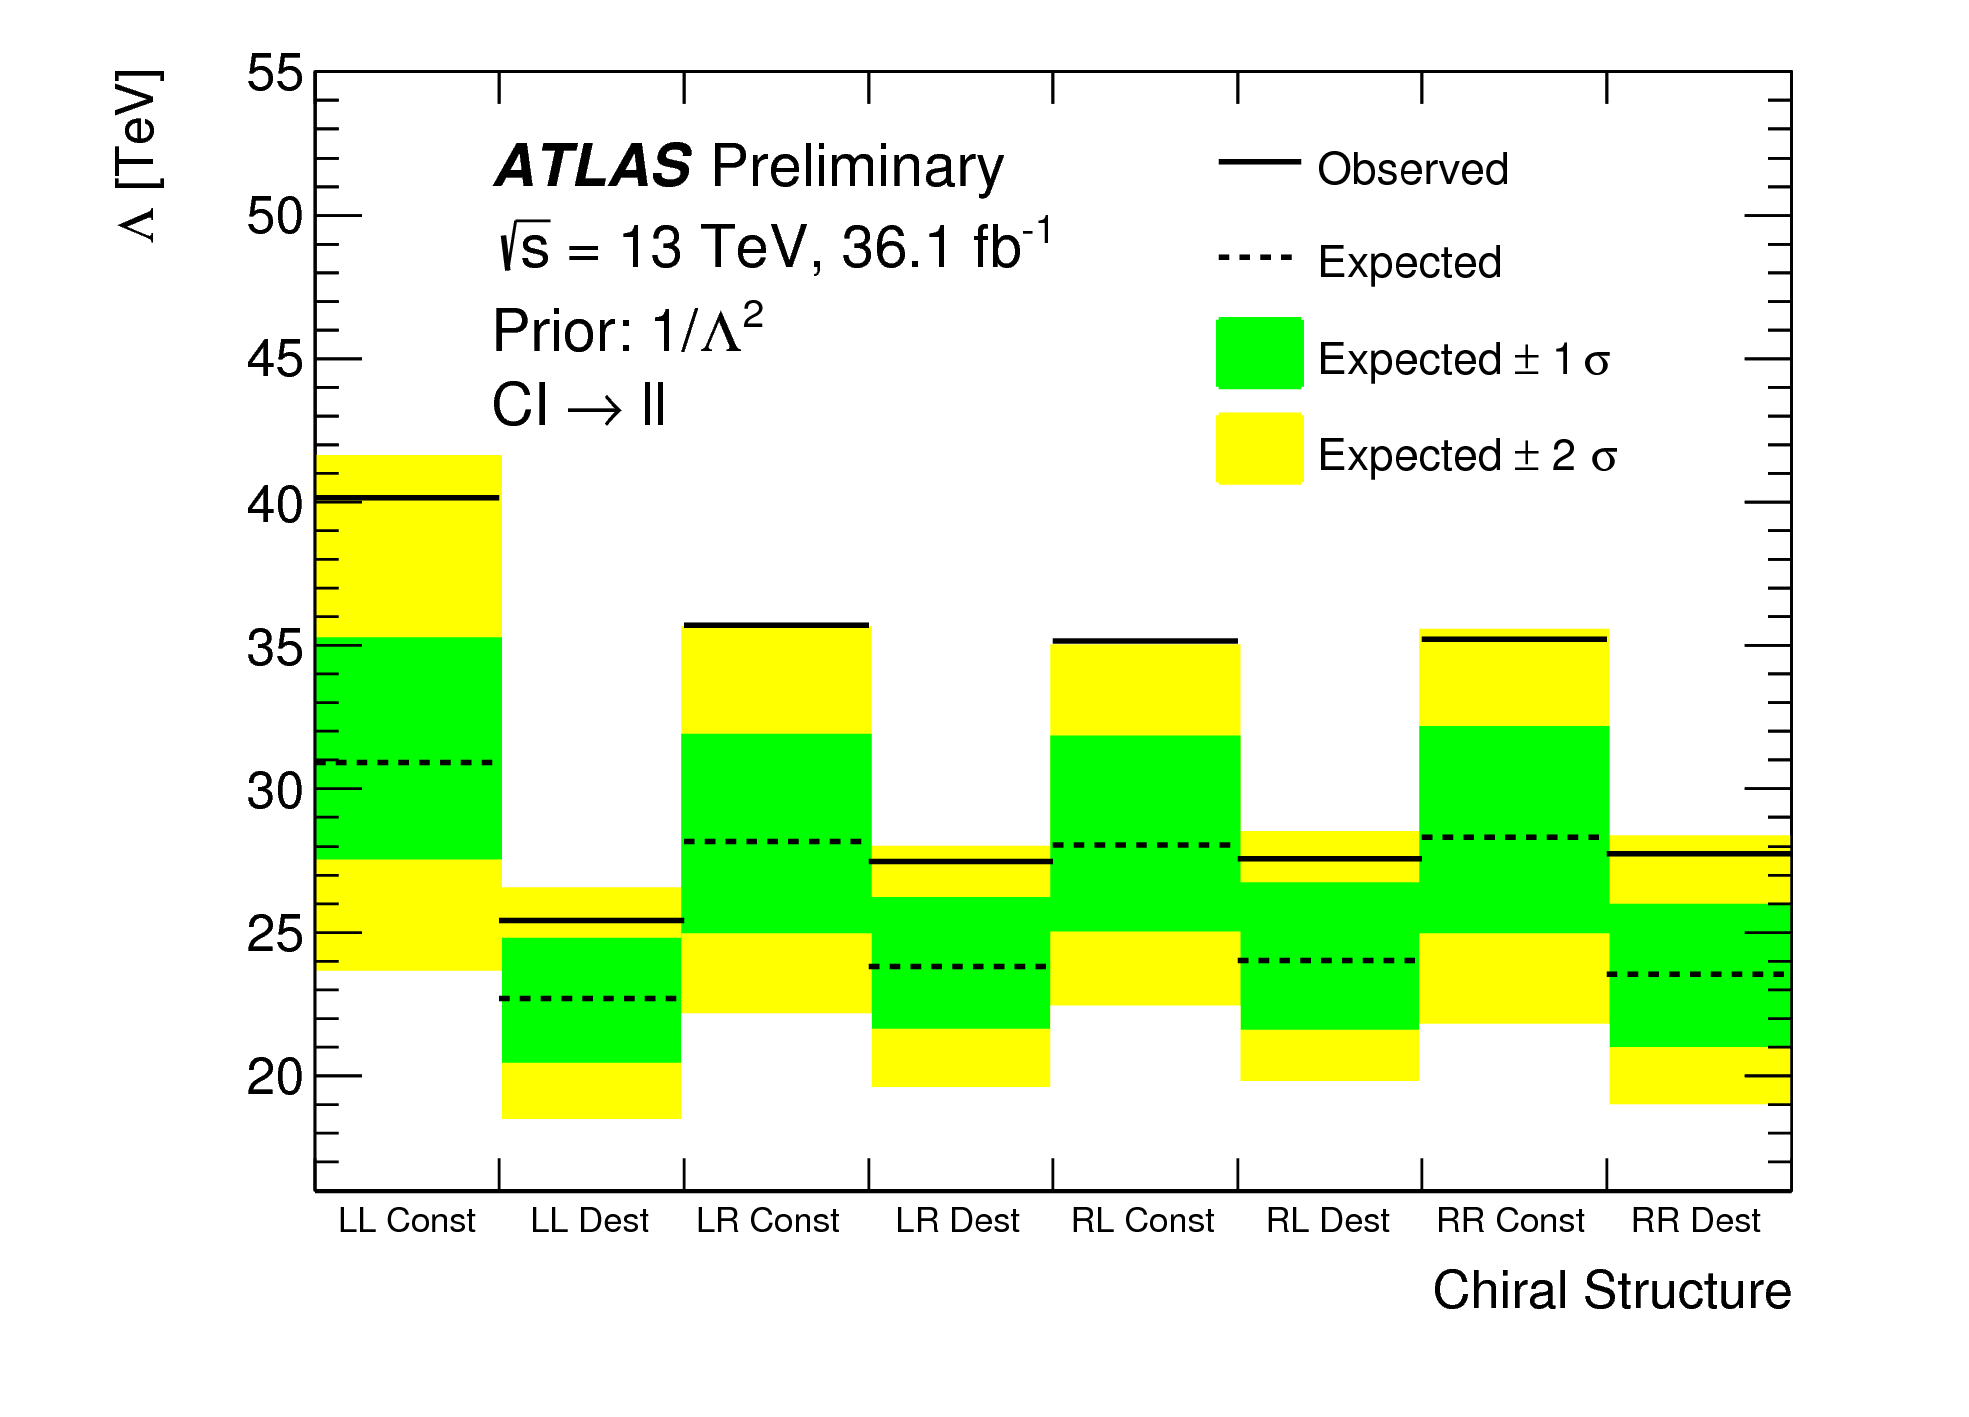 Λ [TeV]
55
50
45
40
35
30
25
20
ATLAS Preliminary
√s = 13 TeV, 36.1 fb⁻¹
Prior: 1/Λ²
CI → ll
Observed
Expected
Expected ± 1 σ
Expected ± 2 σ
LL Const LL Dest LR Const LR Dest RL Const RL Dest RR Const RR Dest
Chiral Structure